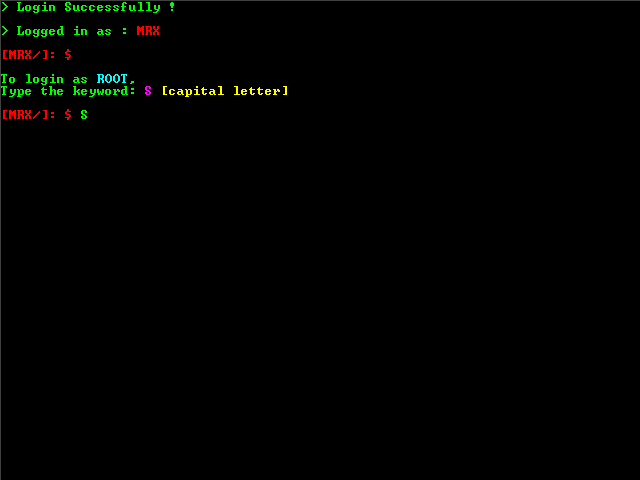 > Login Successfully !
> Logged in as : MRX
[MRX/]: $
To login as ROOT,
Type the keyword: S [capital letter]
[MRX/]: $ S